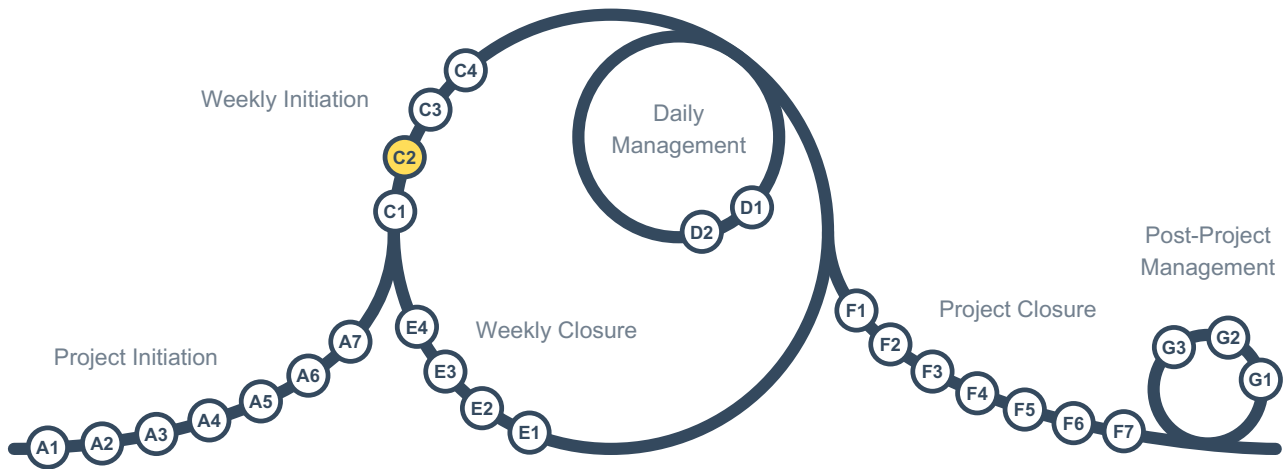 Weekly Initiation
C4
C3
C2
C1
Daily
Management
D1
D2
Post-Project
Management
G3
G2
G1
Project Closure
F1
F2
F3
F4
F5
F6
F7
Weekly Closure
E4
E3
E2
E1
Project Initiation
A7
A6
A5
A4
A3
A2
A1